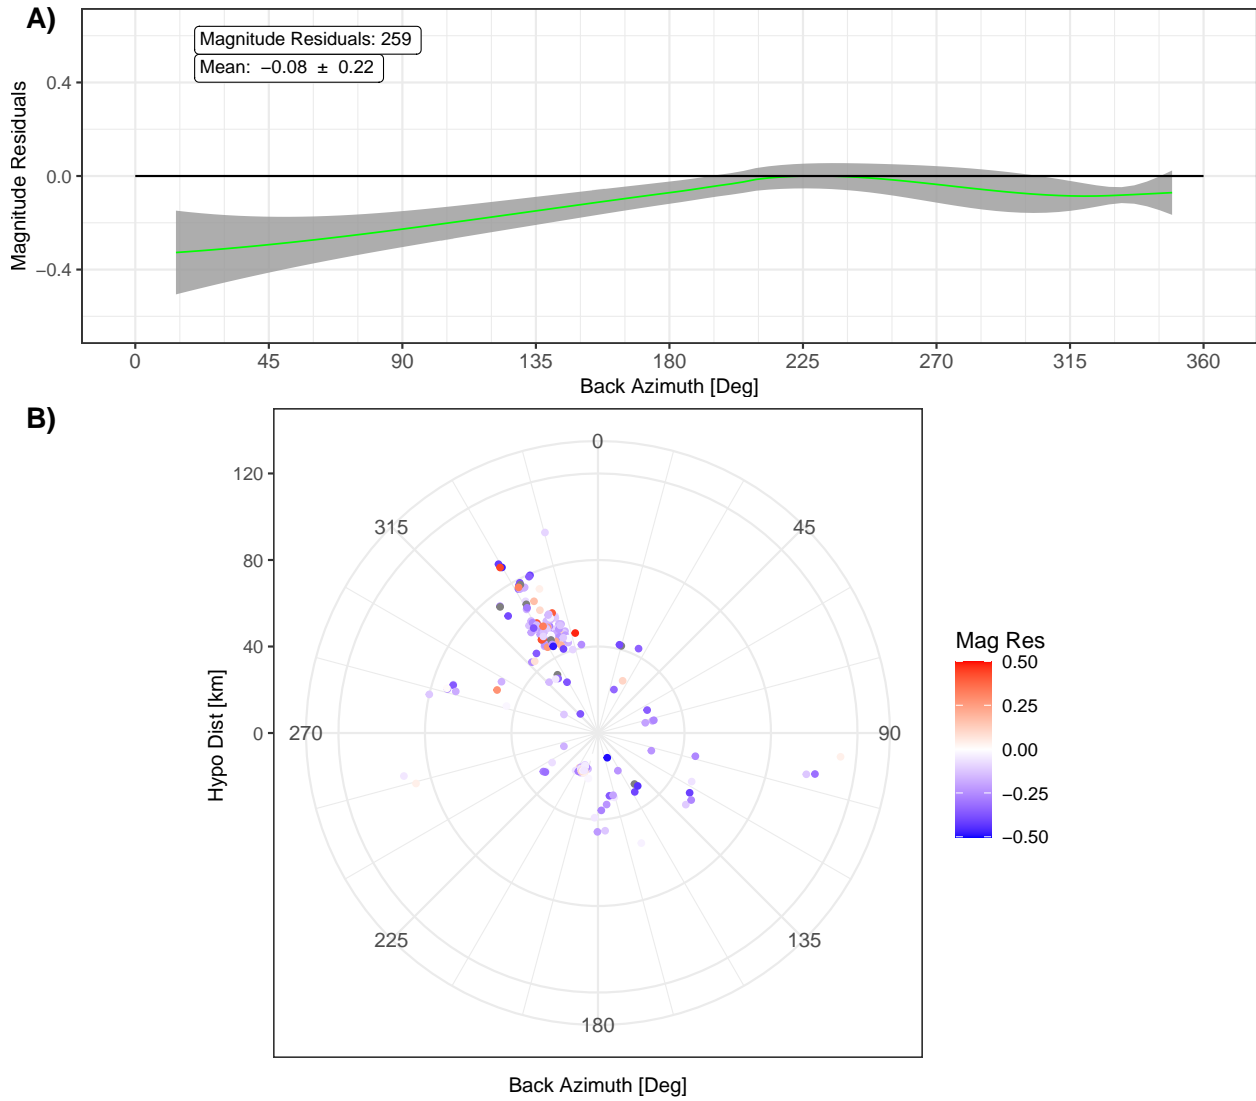 A)
Magnitude Residuals: 259
Mean:  −0.08  ±  0.22
Magnitude Residuals
0.4
0.0
−0.4
0 45 90 135 180 225 270 315 360
Back Azimuth [Deg]
B)
Hypo Dist [km]
120
80
40
0
0
45
90
135
180
225
270
315
Back Azimuth [Deg]
Mag Res
0.50
0.25
0.00
−0.25
−0.50